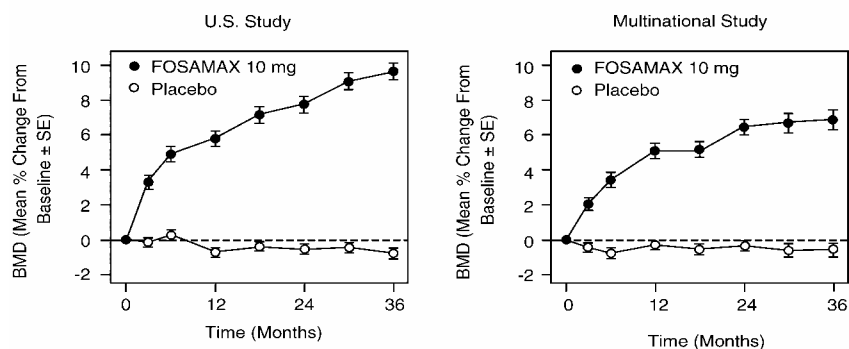 U.S. Study
BMD (Mean % Change From
Baseline ± SE)
10
8
6
4
2
0
-2
FOSAMAX 10 mg
Placebo
0
12
24
36
Time (Months)
Multinational Study
BMD (Mean % Change From
Baseline ± SE)
10
8
6
4
2
0
-2
FOSAMAX 10 mg
Placebo
0
12
24
36
Time (Months)